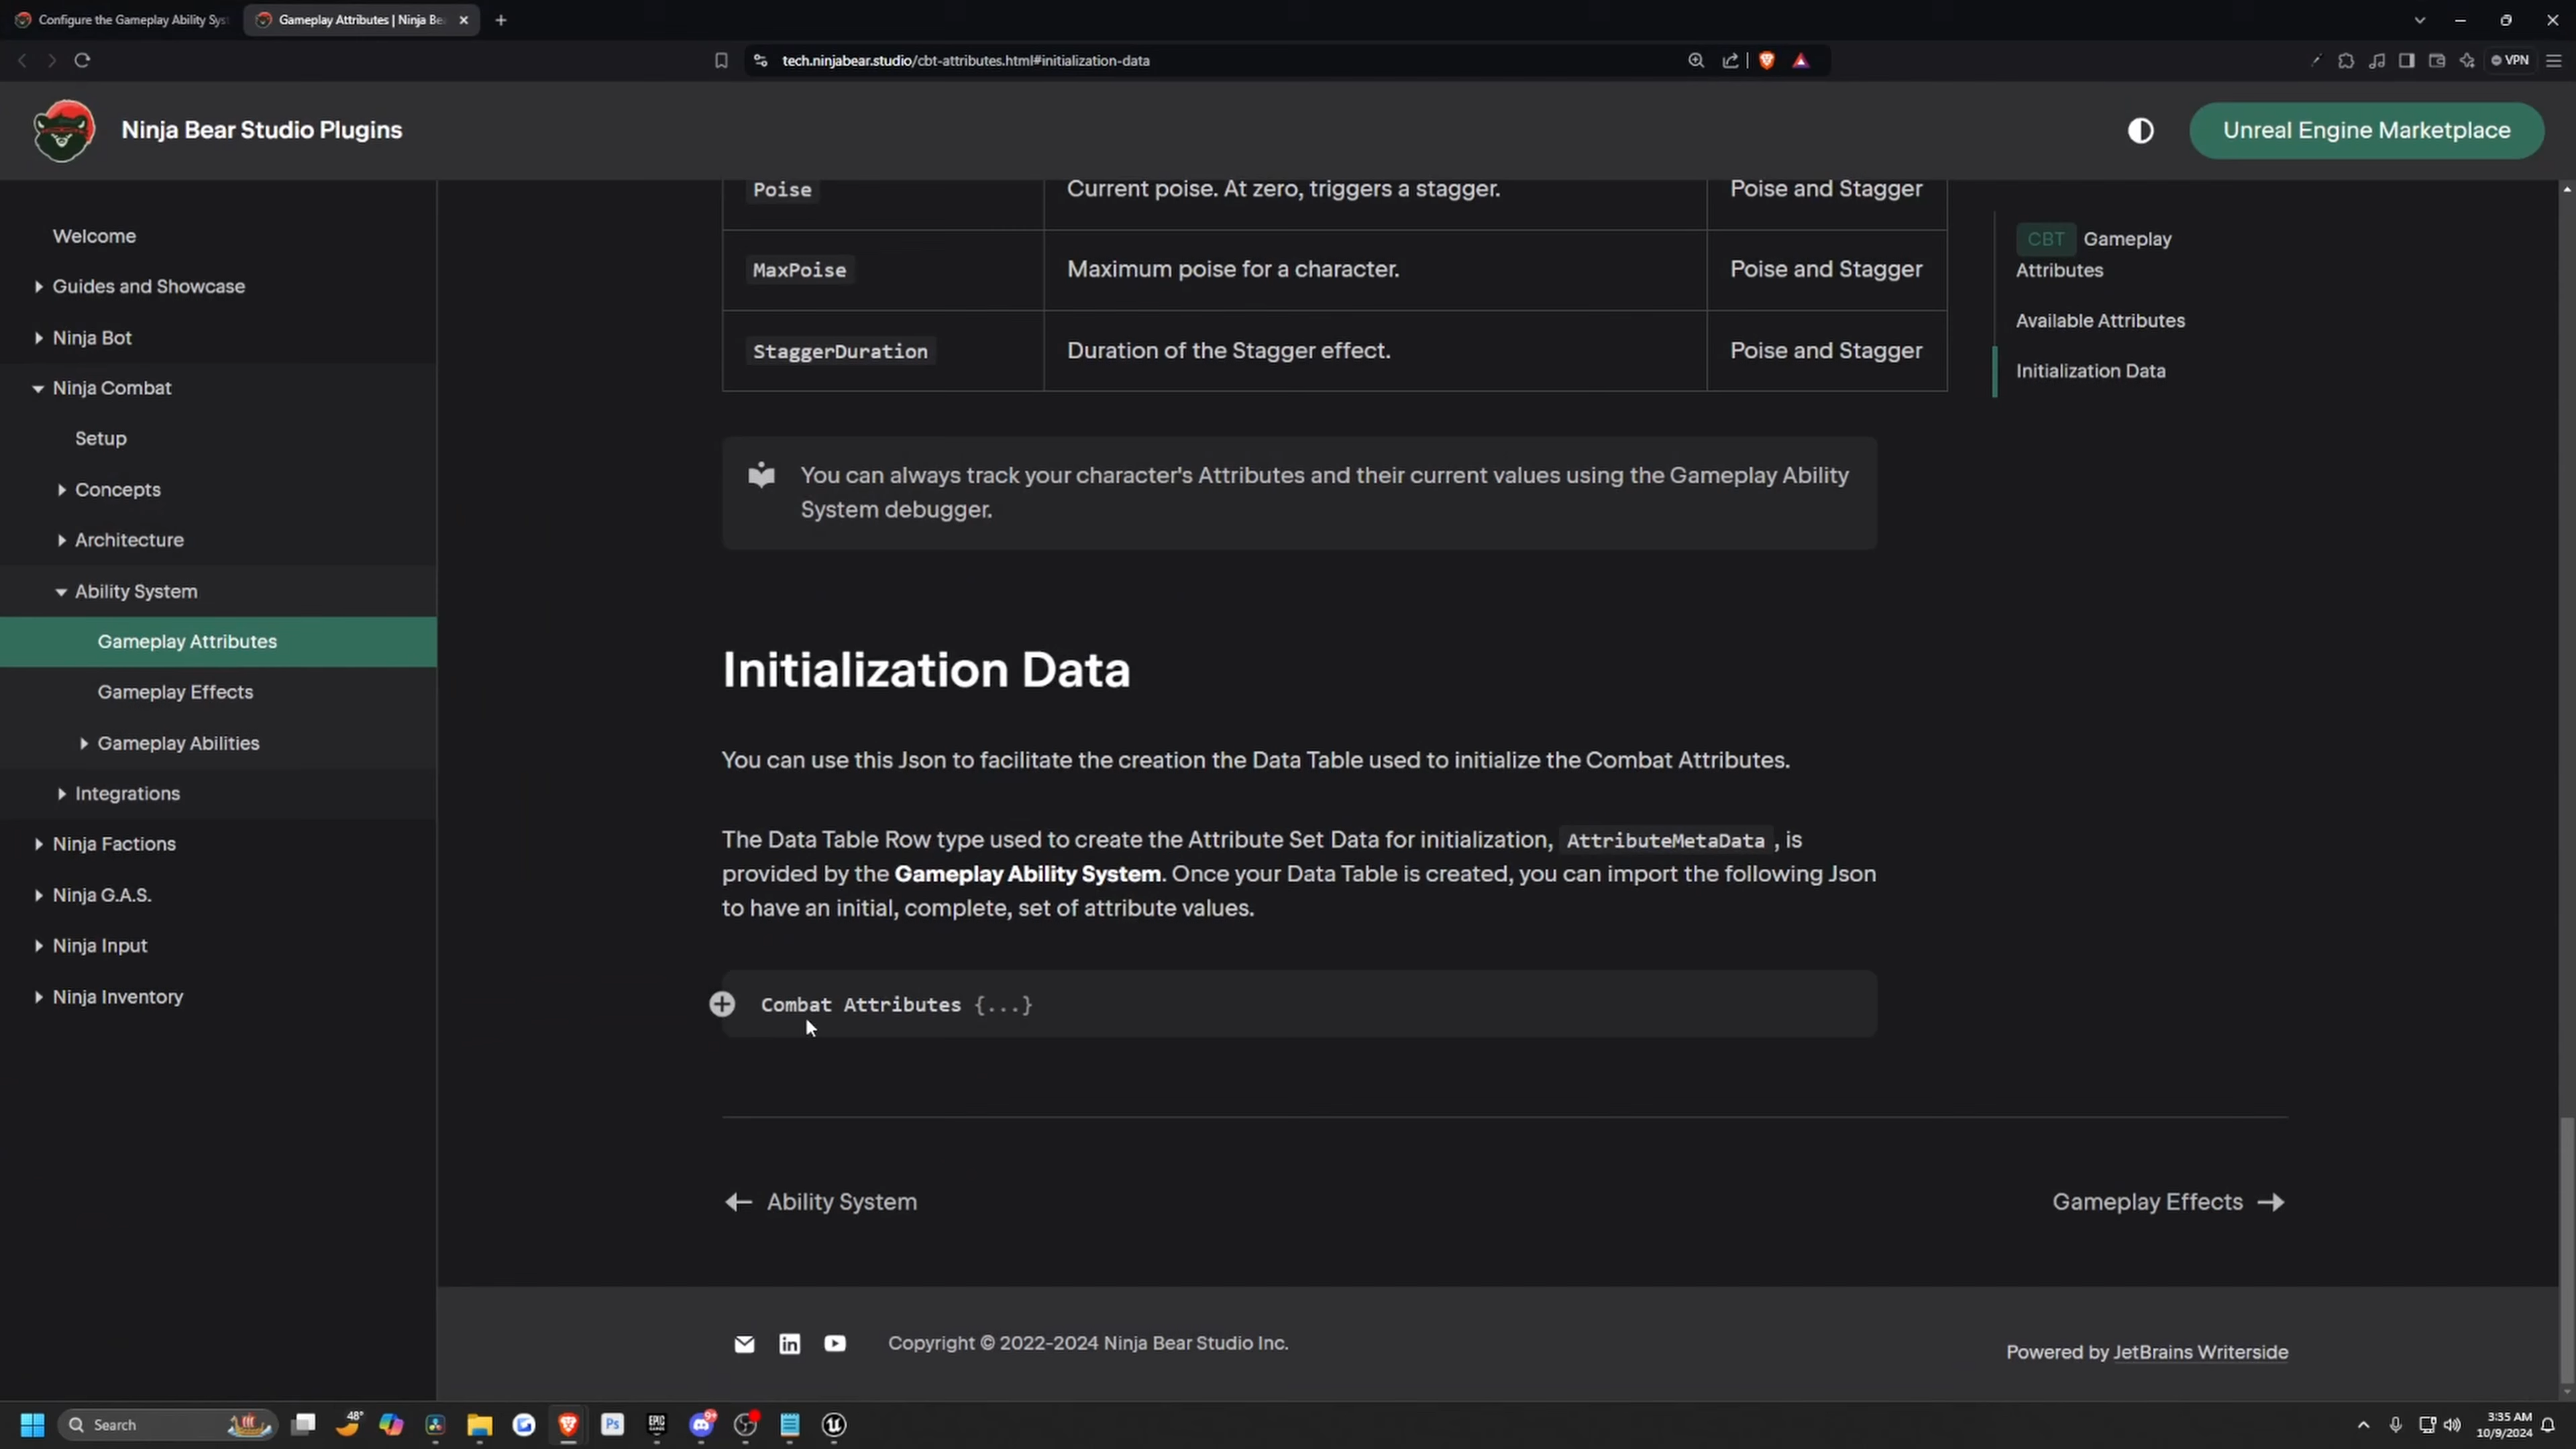 Configure the Gameplay Ability Sys
Gameplay Attributes | Ninja Be
tech.ninjabear.studio/cbt-attributes.html#initialization-data
VPN
Ninja Bear Studio Plugins
Unreal Engine Marketplace
Welcome
Guides and Showcase
Ninja Bot
Ninja Combat
Setup
Concepts
Architecture
Ability System
Gameplay Attributes
Gameplay Effects
Gameplay Abilities
Integrations
Ninja Factions
Ninja G.A.S.
Ninja Input
Ninja Inventory
Poise
Current poise. At zero, triggers a stagger.
Poise and Stagger
MaxPoise
Maximum poise for a character.
Poise and Stagger
StaggerDuration
Duration of the Stagger effect.
Poise and Stagger
You can always track your character's Attributes and their current values using the Gameplay Ability
System debugger.
Initialization Data
You can use this Json to facilitate the creation the Data Table used to initialize the Combat Attributes.
The Data Table Row type used to create the Attribute Set Data for initialization, AttributeMetaData , is
provided by the Gameplay Ability System. Once your Data Table is created, you can import the following Json
to have an initial, complete, set of attribute values.
Combat Attributes {...}
Ability System
Gameplay Effects
CBT Gameplay
Attributes
Available Attributes
Initialization Data
Copyright © 2022-2024 Ninja Bear Studio Inc.
Powered by JetBrains Writerside
Search
48°
Ps
EPIC
GAMES
3:35 AM
10/9/2024